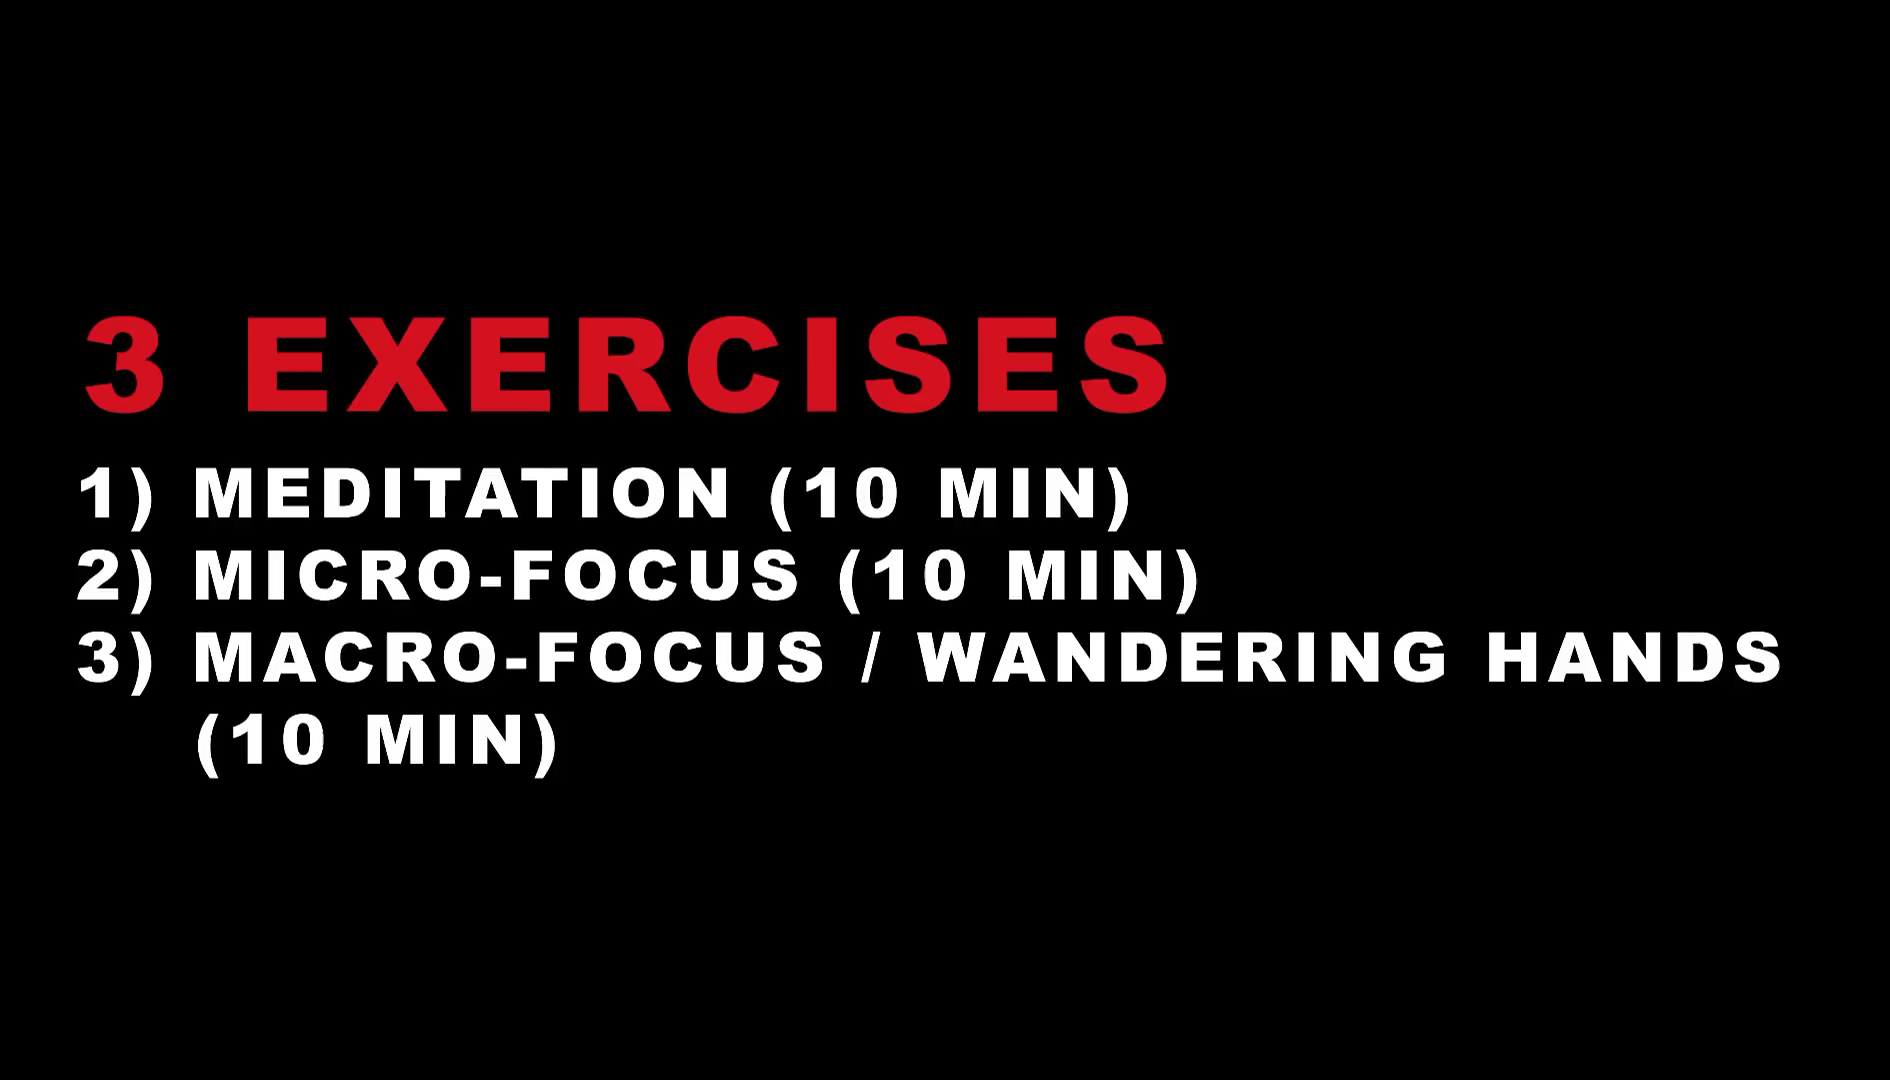 3 EXERCISES
1) MEDITATION (10 MIN)
2) MICRO-FOCUS (10 MIN)
3) MACRO-FOCUS / WANDERING HANDS
(10 MIN)